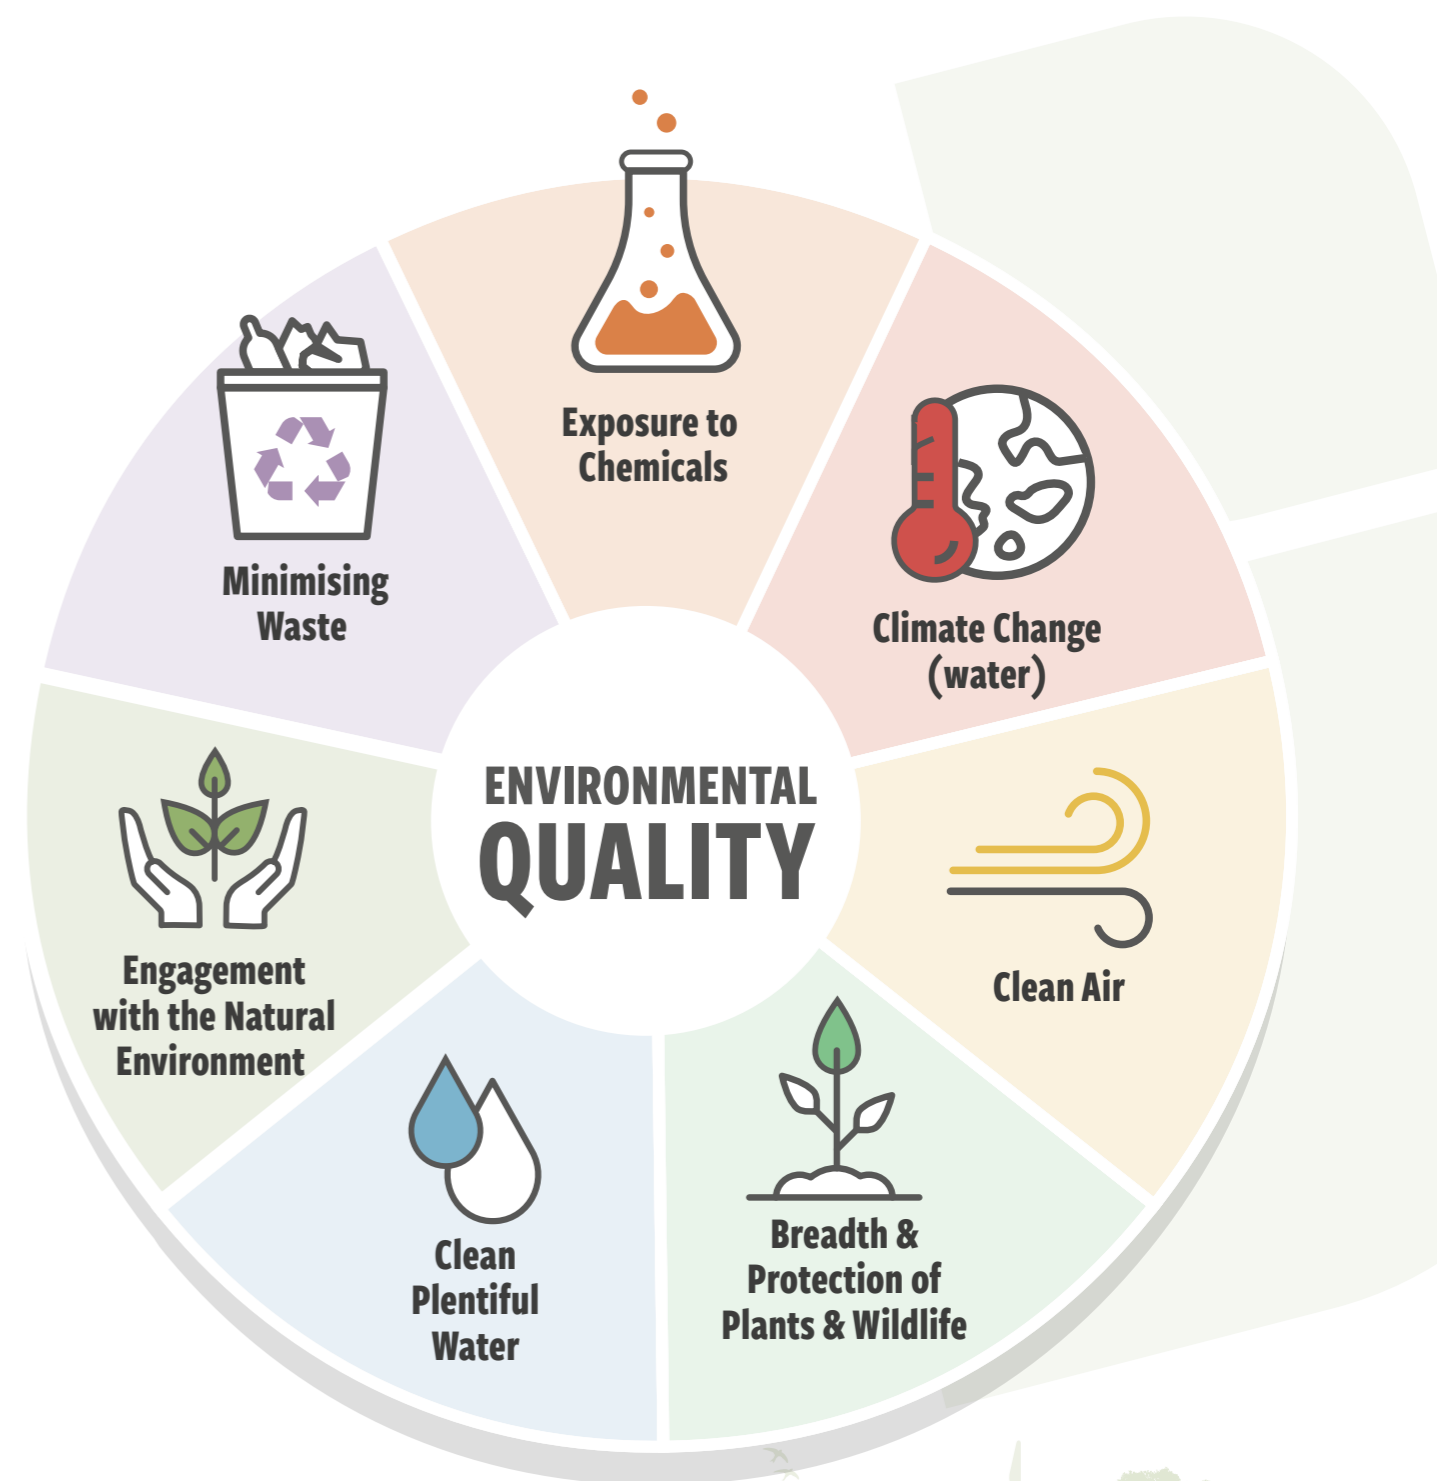 Exposure to
Chemicals
Climate Change
(water)
Clean Air
Breadth &
Protection of
Plants & Wildlife
Clean
Plentiful
Water
Engagement
with the Natural
Environment
Minimising
Waste
ENVIRONMENTAL
QUALITY